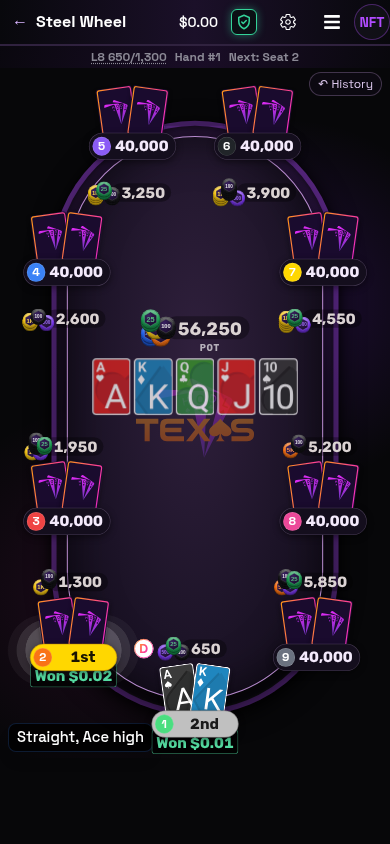 ← Steel Wheel $0.00 NFT
L8 650/1,300 Hand #1 Next: Seat 2
↶ History
5 40,000 6 40,000
3,250 3,900
4 40,000 7 40,000
2,600 4,550
56,250
POT
A K Q J 10
A K Q J 10
TEXAS
1,950 5,200
3 40,000 8 40,000
1,300 5,850
D 650
2 1st 9 40,000
Won $0.02
A K
1 2nd
Won $0.01
Straight, Ace high